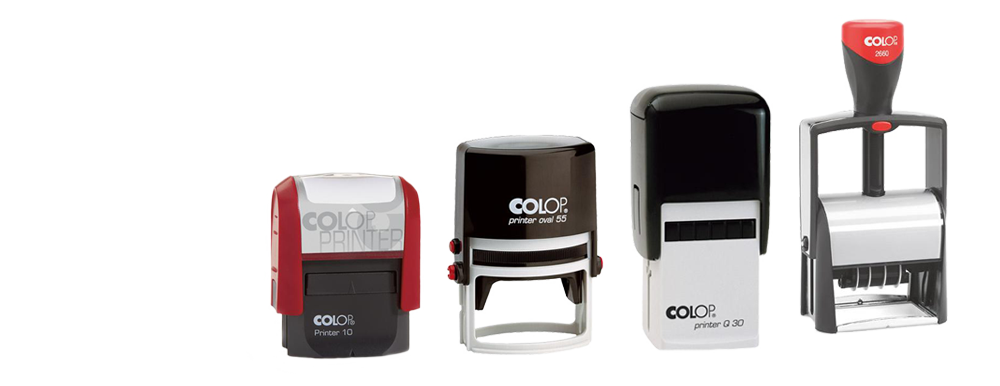 COLOP
PRINTER
COLOP®
Printer 10
COLOP®
printer oval 55
COLOP®
printer Q 30
COLOP®
2660